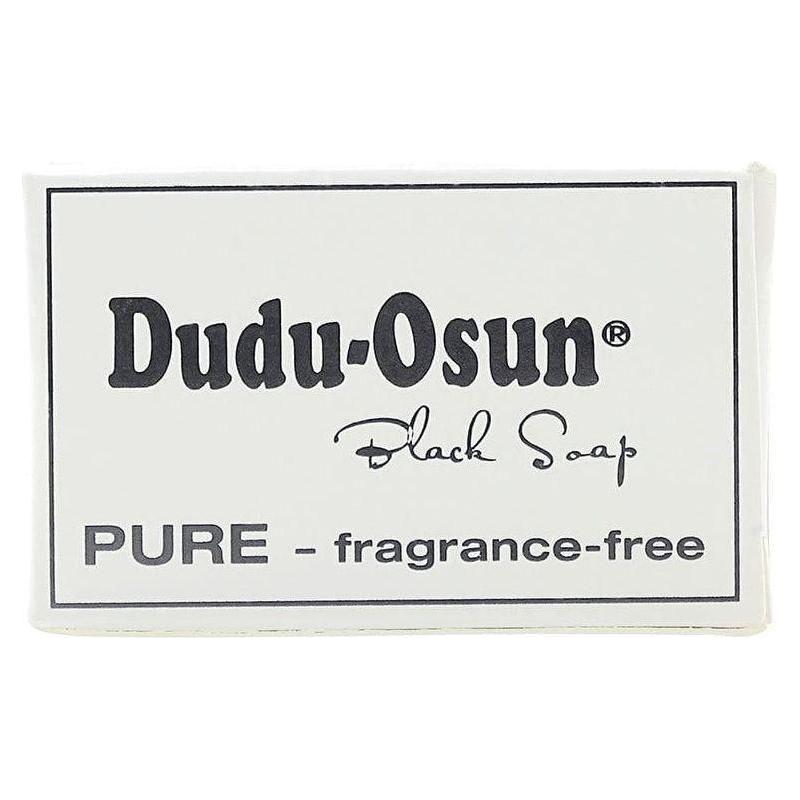 Dudu-Osun®
Black Soap
PURE - fragrance-free